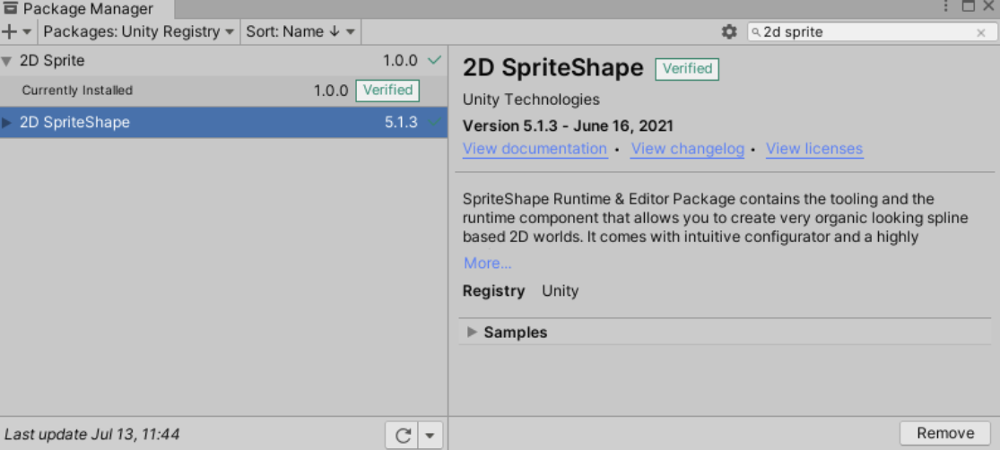 Package Manager
Packages: Unity Registry Sort: Name ↓ 2d sprite
2D Sprite 1.0.0
Currently Installed 1.0.0 Verified
2D SpriteShape 5.1.3
2D SpriteShape Verified
Unity Technologies
Version 5.1.3 - June 16, 2021
View documentation • View changelog • View licenses
SpriteShape Runtime & Editor Package contains the tooling and the
runtime component that allows you to create very organic looking spline
based 2D worlds. It comes with intuitive configurator and a highly
More...
Registry Unity
Samples
Last update Jul 13, 11:44
Remove